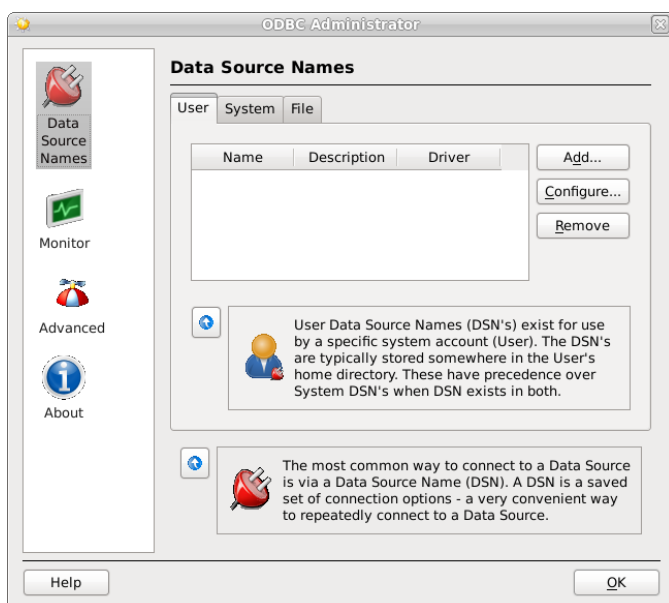 ODBC Administrator
Data
Source
Names
Monitor
Advanced
About
Data Source Names
User System File
Name Description Driver
Add...
Configure...
Remove
User Data Source Names (DSN's) exist for use
by a specific system account (User). The DSN's
are typically stored somewhere in the User's
home directory. These have precedence over
System DSN's when DSN exists in both.
The most common way to connect to a Data Source
is via a Data Source Name (DSN). A DSN is a saved
set of connection options - a very convenient way
to repeatedly connect to a Data Source.
Help
OK